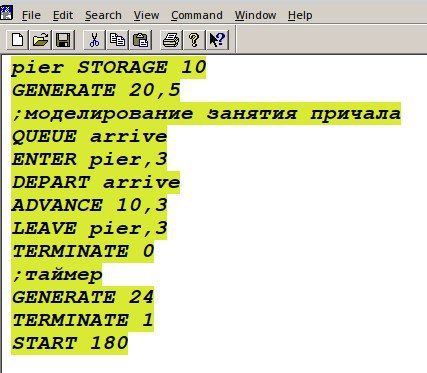 File Edit Search View Command Window Help
pier STORAGE 10
GENERATE 20,5
;моделирование занятия причала
QUEUE arrive
ENTER pier,3
DEPART arrive
ADVANCE 10,3
LEAVE pier,3
TERMINATE 0
;таймер
GENERATE 24
TERMINATE 1
START 180